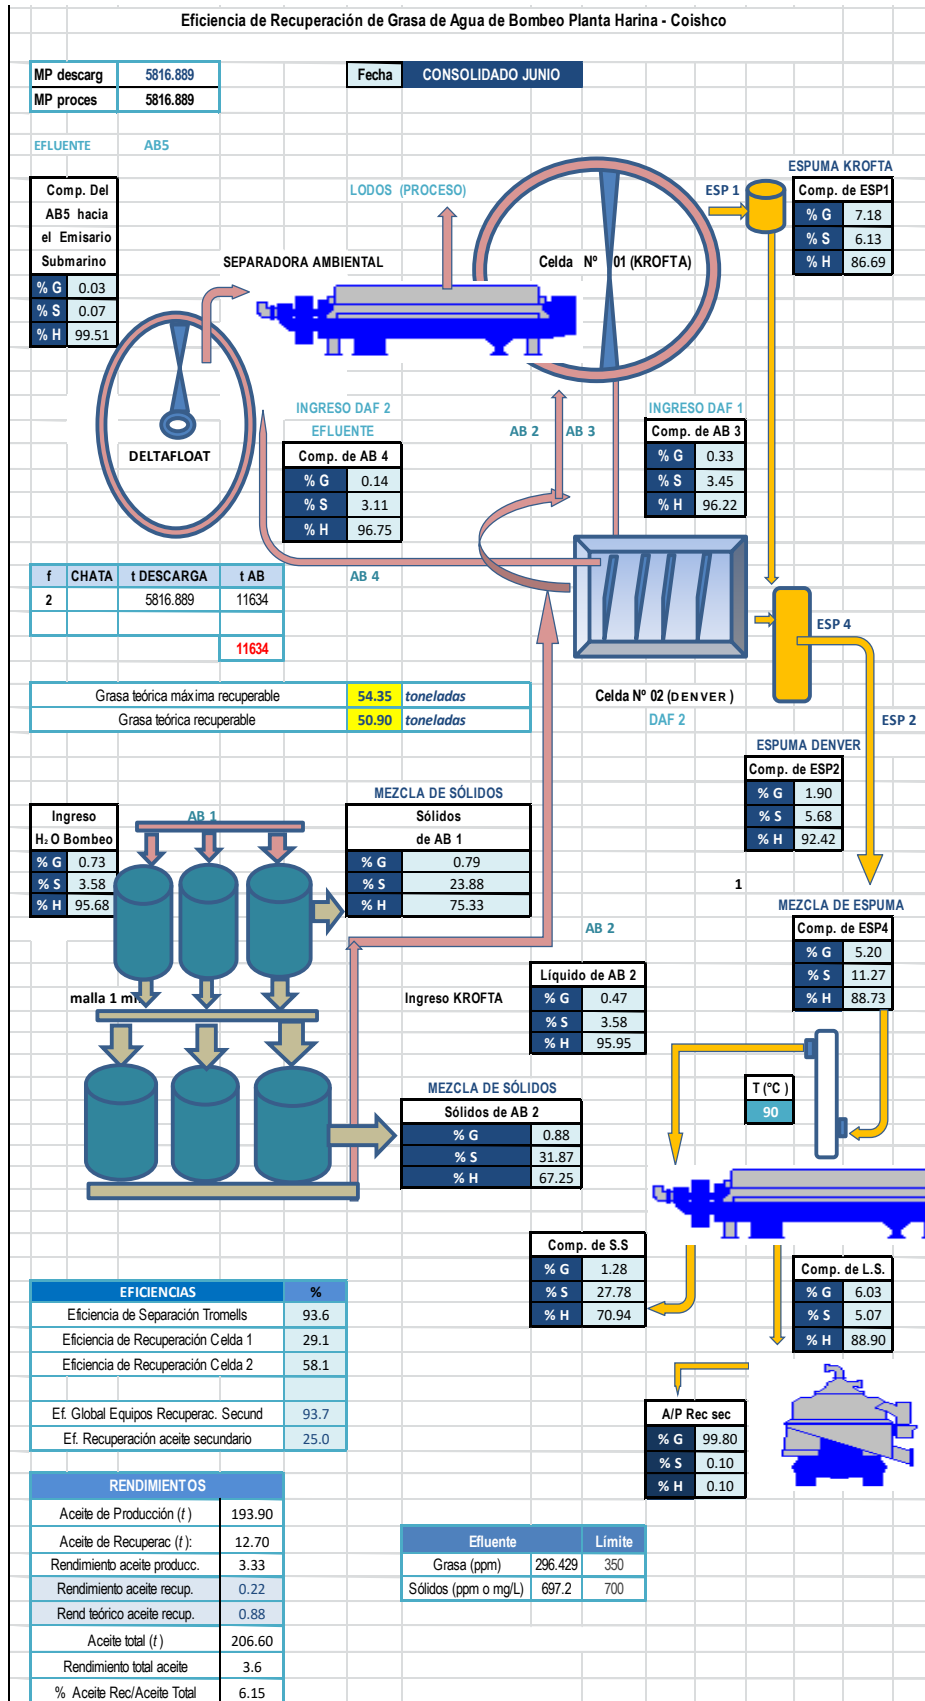 Eficiencia de Recuperación de Grasa de Agua de Bombeo Planta Harina - Coishco
MP descarg 5816.889
MP proces 5816.889
Fecha CONSOLIDADO JUNIO
EFLUENTE AB5
Comp. Del
AB5 hacia
el Emisario
Submarino
% G 0.03
% S 0.07
% H 99.51
LODOS (PROCESO)
SEPARADORA AMBIENTAL
Celda Nº 01 (KROFTA)
ESP 1
ESPUMA KROFTA
Comp. de ESP1
% G 7.18
% S 6.13
% H 86.69
DELTAFLOAT
INGRESO DAF 2
EFLUENTE
Comp. de AB 4
% G 0.14
% S 3.11
% H 96.75
AB 2 AB 3
INGRESO DAF 1
Comp. de AB 3
% G 0.33
% S 3.45
% H 96.22
f CHATA t DESCARGA t AB
2 5816.889 11634
11634
AB 4
ESP 4
Grasa teórica máxima recuperable 54.35 toneladas
Grasa teórica recuperable 50.90 toneladas
Celda Nº 02 (DENVER )
DAF 2
ESP 2
ESPUMA DENVER
Comp. de ESP2
% G 1.90
% S 5.68
% H 92.42
Ingreso
H₂O Bombeo
% G 0.73
% S 3.58
% H 95.68
AB 1
MEZCLA DE SÓLIDOS
Sólidos
de AB 1
% G 0.79
% S 23.88
% H 75.33
1
MEZCLA DE ESPUMA
Comp. de ESP4
% G 5.20
% S 11.27
% H 88.73
AB 2
malla 1 m
Ingreso KROFTA
Líquido de AB 2
% G 0.47
% S 3.58
% H 95.95
T (°C )
90
MEZCLA DE SÓLIDOS
Sólidos de AB 2
% G 0.88
% S 31.87
% H 67.25
Comp. de S.S
% G 1.28
% S 27.78
% H 70.94
Comp. de L.S.
% G 6.03
% S 5.07
% H 88.90
EFICIENCIAS %
Eficiencia de Separación Tromells 93.6
Eficiencia de Recuperación Celda 1 29.1
Eficiencia de Recuperación Celda 2 58.1
Ef. Global Equipos Recuperac. Secund 93.7
Ef. Recuperación aceite secundario 25.0
A/P Rec sec
% G 99.80
% S 0.10
% H 0.10
RENDIMIENTOS
Aceite de Producción (t ) 193.90
Aceite de Recuperac (t ): 12.70
Rendimiento aceite producc. 3.33
Rendimiento aceite recup. 0.22
Rend teórico aceite recup. 0.88
Aceite total (t ) 206.60
Rendimiento total aceite 3.6
% Aceite Rec/Aceite Total 6.15
Efluente Límite
Grasa (ppm) 296.429 350
Sólidos (ppm o mg/L) 697.2 700